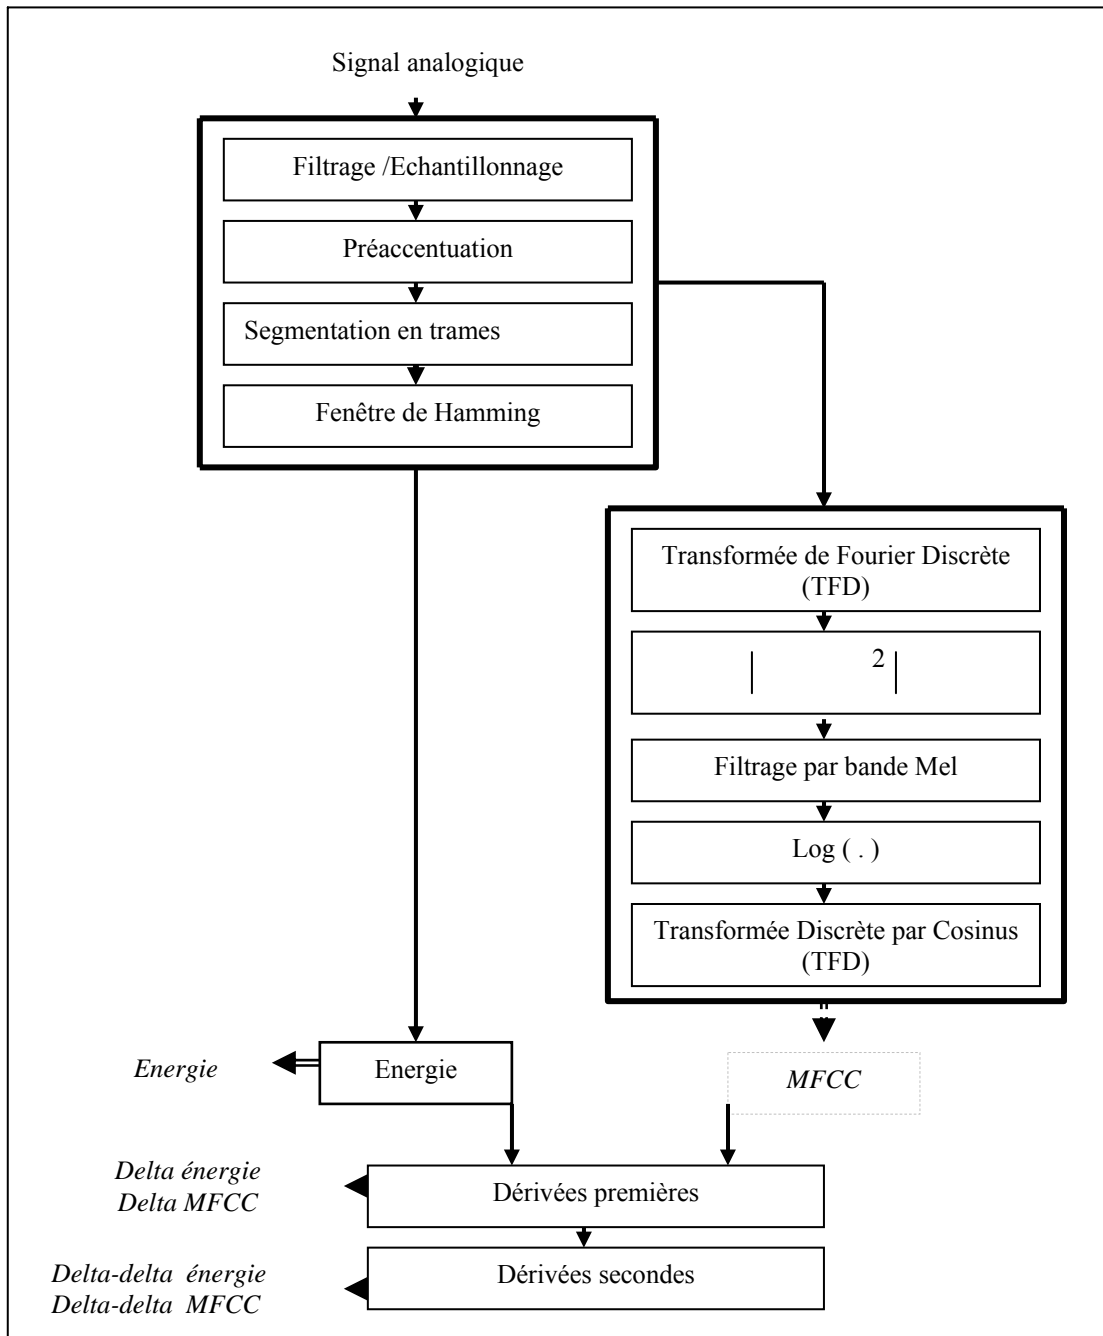 Signal analogique
Filtrage /Echantillonnage
Préaccentuation
Segmentation en trames
Fenêtre de Hamming
Transformée de Fourier Discrète
(TFD)
| 2 |
Filtrage par bande Mel
Log ( . )
Transformée Discrète par Cosinus
(TFD)
Energie
Energie
MFCC
Delta énergie
Delta MFCC
Dérivées premières
Delta-delta énergie
Delta-delta MFCC
Dérivées secondes